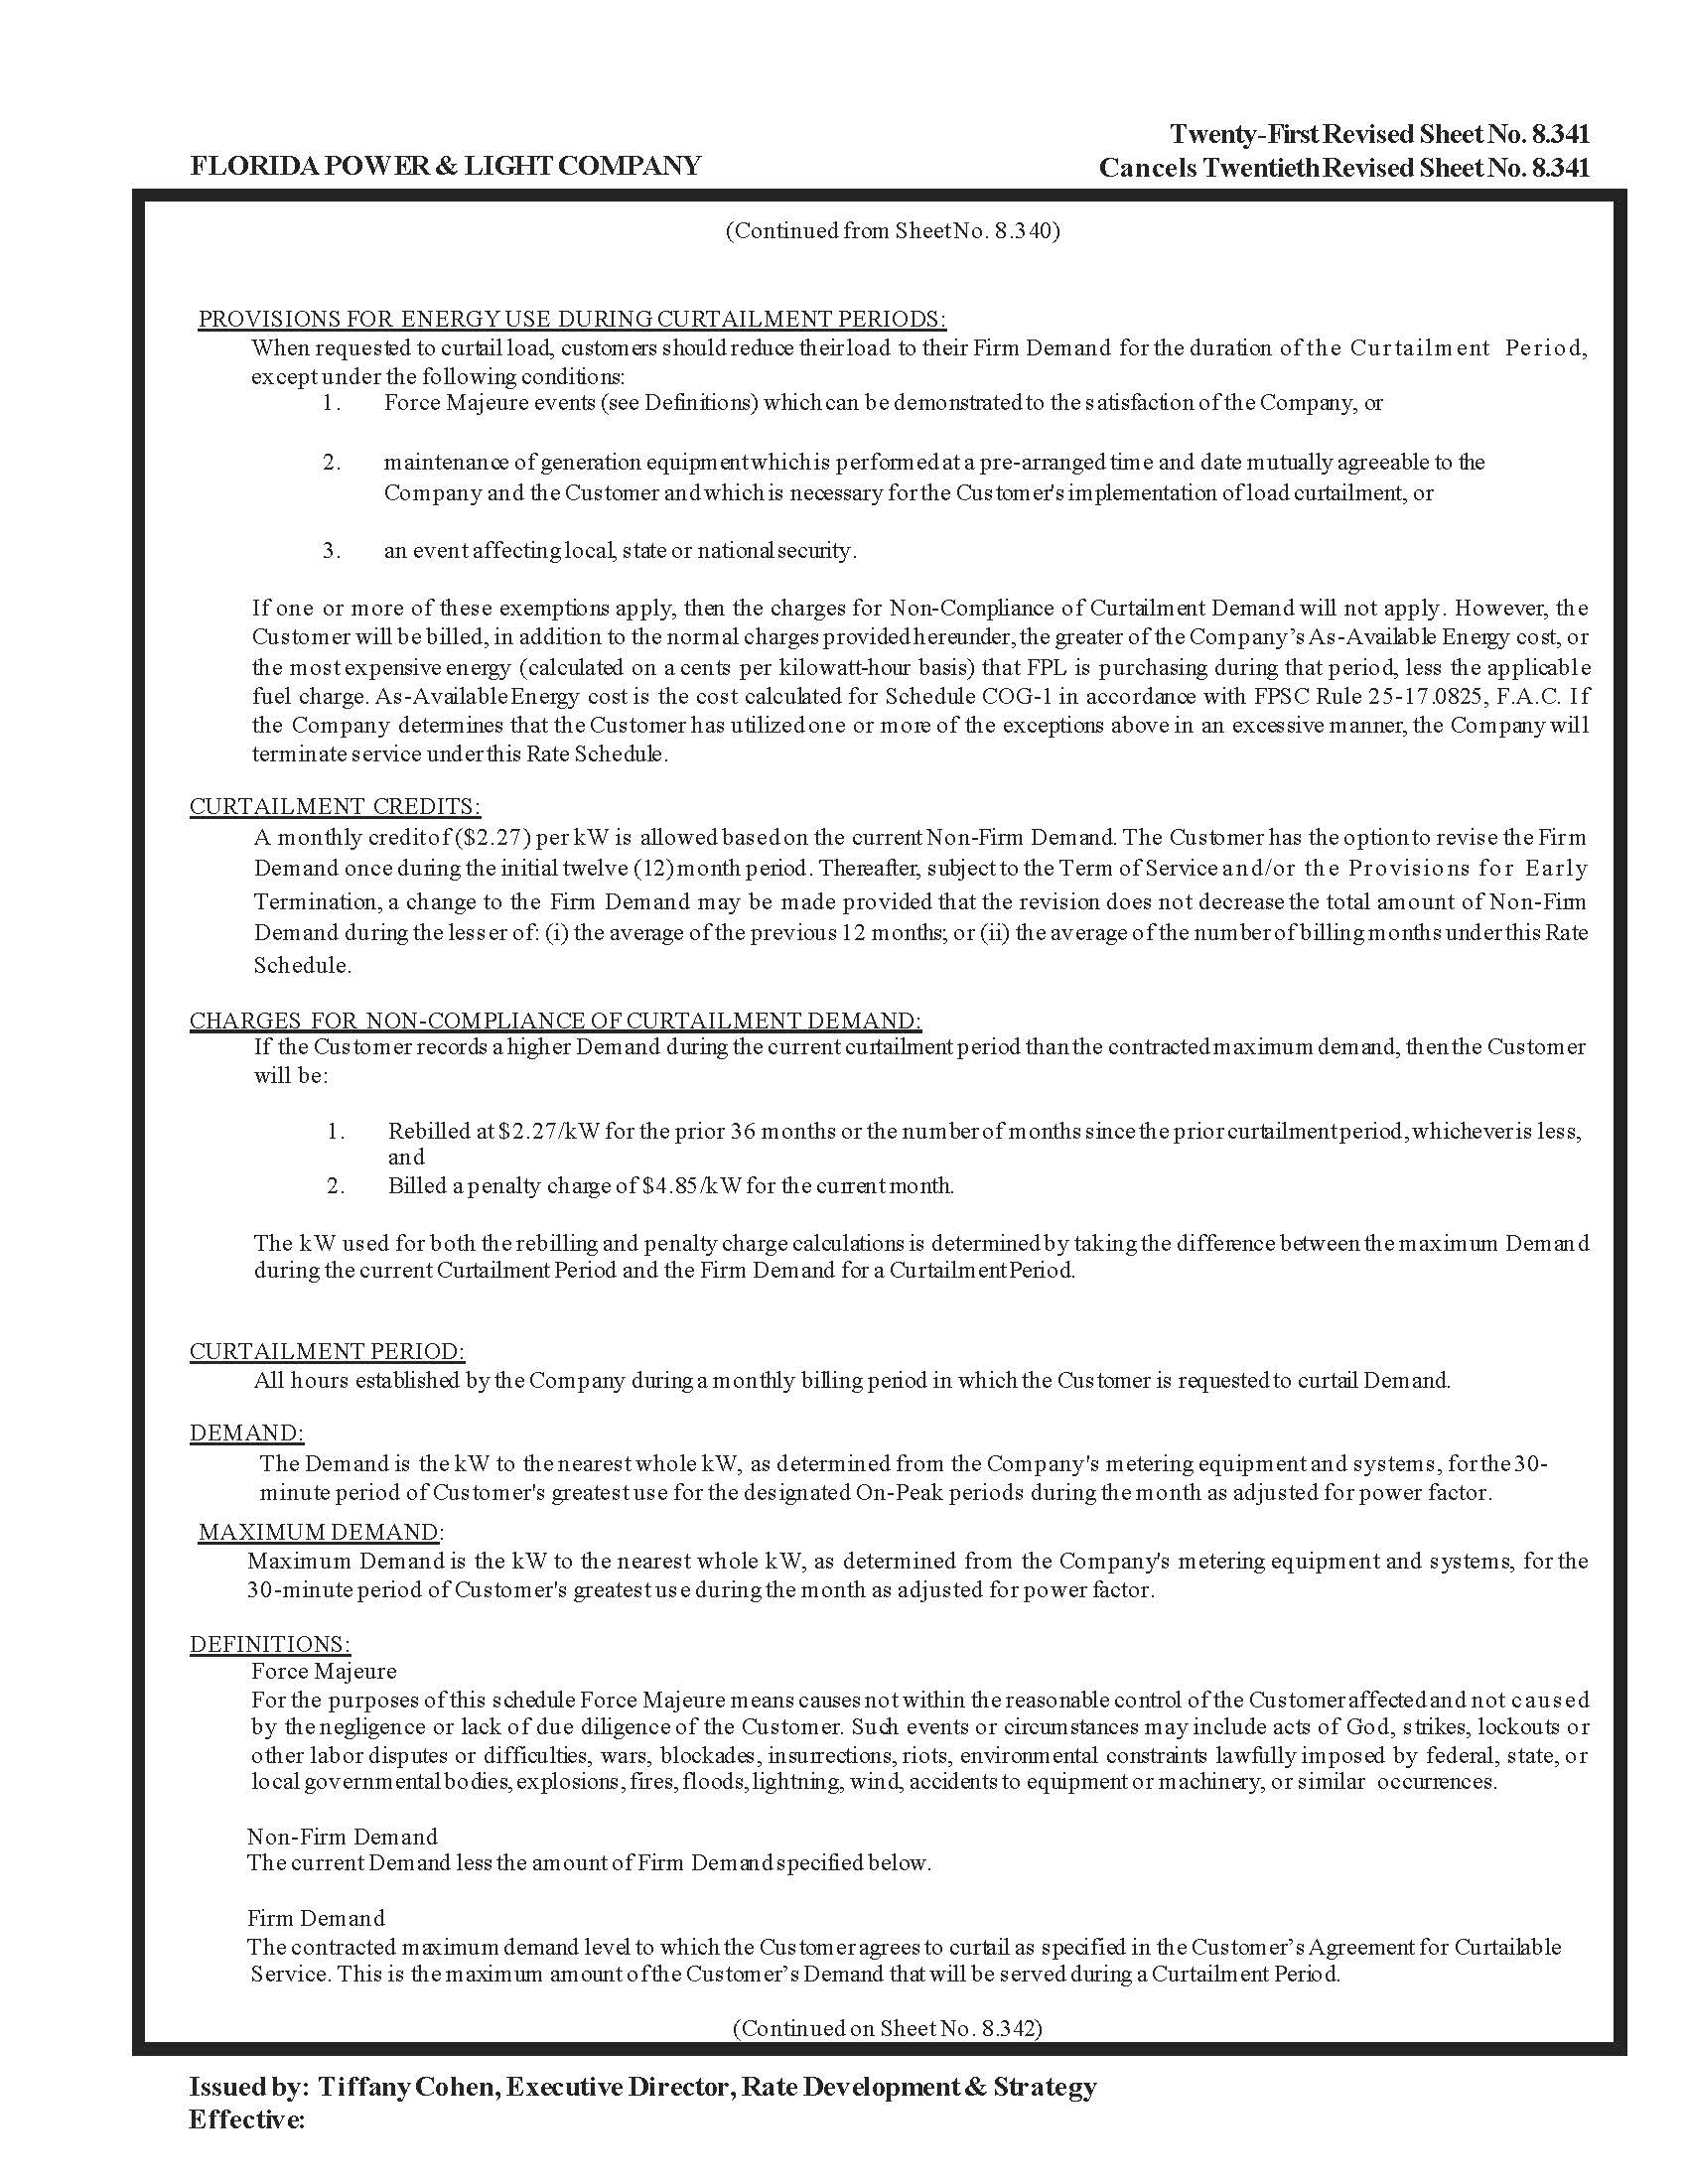 Twenty-First Revised Sheet No. 8.341
FLORIDA POWER & LIGHT COMPANY
Cancels Twentieth Revised Sheet No. 8.341
(Continued from Sheet No. 8.340)
PROVISIONS FOR ENERGY USE DURING CURTAILMENT PERIODS:
When requested to curtail load, customers should reduce their load to their Firm Demand for the duration of the Curtailment Period,
except under the following conditions:
1. Force Majeure events (see Definitions) which can be demonstrated to the satisfaction of the Company, or
2. maintenance of generation equipment which is performed at a pre-arranged time and date mutually agreeable to the
Company and the Customer and which is necessary for the Customer's implementation of load curtailment, or
3. an event affecting local, state or national security.
If one or more of these exemptions apply, then the charges for Non-Compliance of Curtailment Demand will not apply. However, the
Customer will be billed, in addition to the normal charges provided hereunder, the greater of the Company's As-Available Energy cost, or
the most expensive energy (calculated on a cents per kilowatt-hour basis) that FPL is purchasing during that period, less the applicable
fuel charge. As-Available Energy cost is the cost calculated for Schedule COG-1 in accordance with FPSC Rule 25-17.0825, F.A.C. If
the Company determines that the Customer has utilized one or more of the exceptions above in an excessive manner, the Company will
terminate service under this Rate Schedule.
CURTAILMENT CREDITS:
A monthly credit of ($2.27) per kW is allowed based on the current Non-Firm Demand. The Customer has the option to revise the Firm
Demand once during the initial twelve (12) month period. Thereafter, subject to the Term of Service and/or the Provisions for Early
Termination, a change to the Firm Demand may be made provided that the revision does not decrease the total amount of Non-Firm
Demand during the lesser of: (i) the average of the previous 12 months; or (ii) the average of the number of billing months under this Rate
Schedule.
CHARGES FOR NON-COMPLIANCE OF CURTAILMENT DEMAND:
If the Customer records a higher Demand during the current curtailment period than the contracted maximum demand, then the Customer
will be:
1. Rebilled at $2.27/kW for the prior 36 months or the number of months since the prior curtailment period, whichever is less,
and
2. Billed a penalty charge of $4.85/kW for the current month.
The kW used for both the rebilling and penalty charge calculations is determined by taking the difference between the maximum Demand
during the current Curtailment Period and the Firm Demand for a Curtailment Period.
CURTAILMENT PERIOD:
All hours established by the Company during a monthly billing period in which the Customer is requested to curtail Demand.
DEMAND:
The Demand is the kW to the nearest whole kW, as determined from the Company's metering equipment and systems, for the 30-
minute period of Customer's greatest use for the designated On-Peak periods during the month as adjusted for power factor.
MAXIMUM DEMAND:
Maximum Demand is the kW to the nearest whole kW, as determined from the Company's metering equipment and systems, for the
30-minute period of Customer's greatest use during the month as adjusted for power factor.
DEFINITIONS:
Force Majeure
For the purposes of this schedule Force Majeure means causes not within the reasonable control of the Customer affected and not caused
by the negligence or lack of due diligence of the Customer. Such events or circumstances may include acts of God, strikes, lockouts or
other labor disputes or difficulties, wars, blockades, insurrections, riots, environmental constraints lawfully imposed by federal, state, or
local governmental bodies, explosions, fires, floods, lightning, wind, accidents to equipment or machinery, or similar occurrences.
Non-Firm Demand
The current Demand less the amount of Firm Demand specified below.
Firm Demand
The contracted maximum demand level to which the Customer agrees to curtail as specified in the Customer's Agreement for Curtailable
Service. This is the maximum amount of the Customer's Demand that will be served during a Curtailment Period.
(Continued on Sheet No. 8.342)
Issued by: Tiffany Cohen, Executive Director, Rate Development & Strategy
Effective: